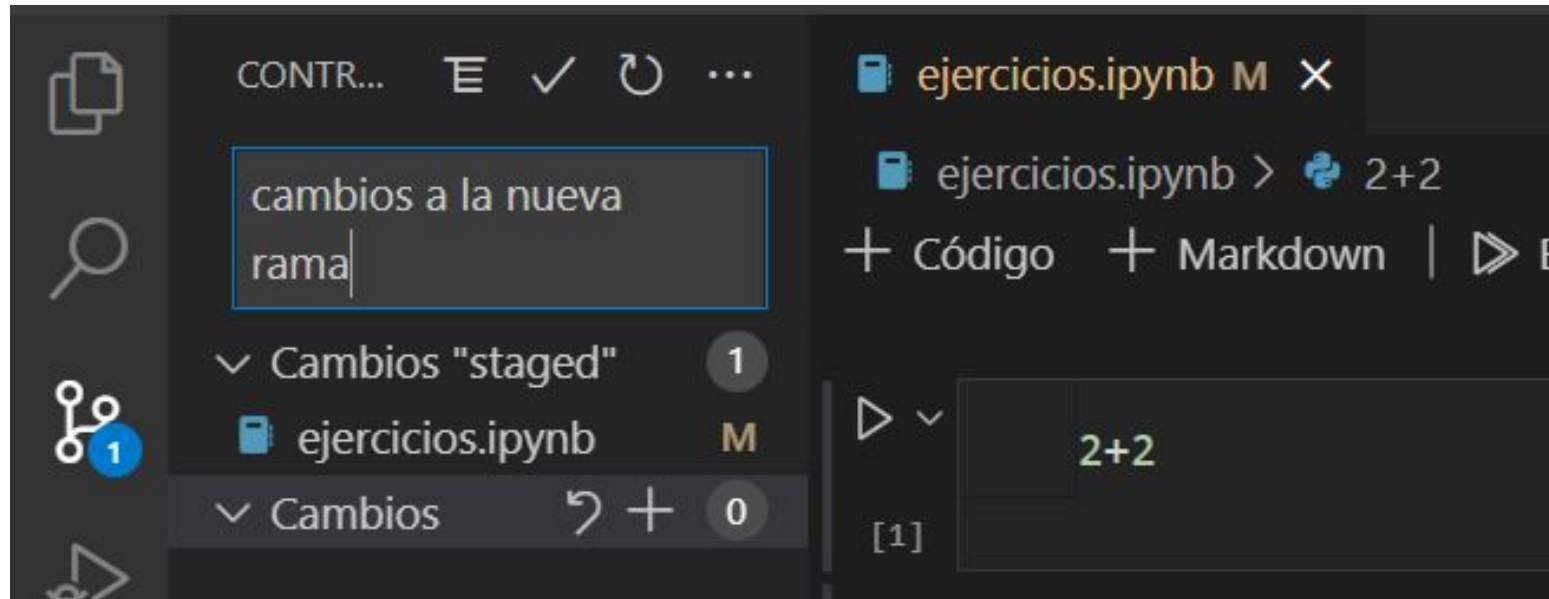 CONTR...
cambios a la nueva
rama
Cambios "staged" 1
ejercicios.ipynb M
Cambios 0
1
ejercicios.ipynb M
ejercicios.ipynb > 2+2
Código Markdown |
2+2
[1]